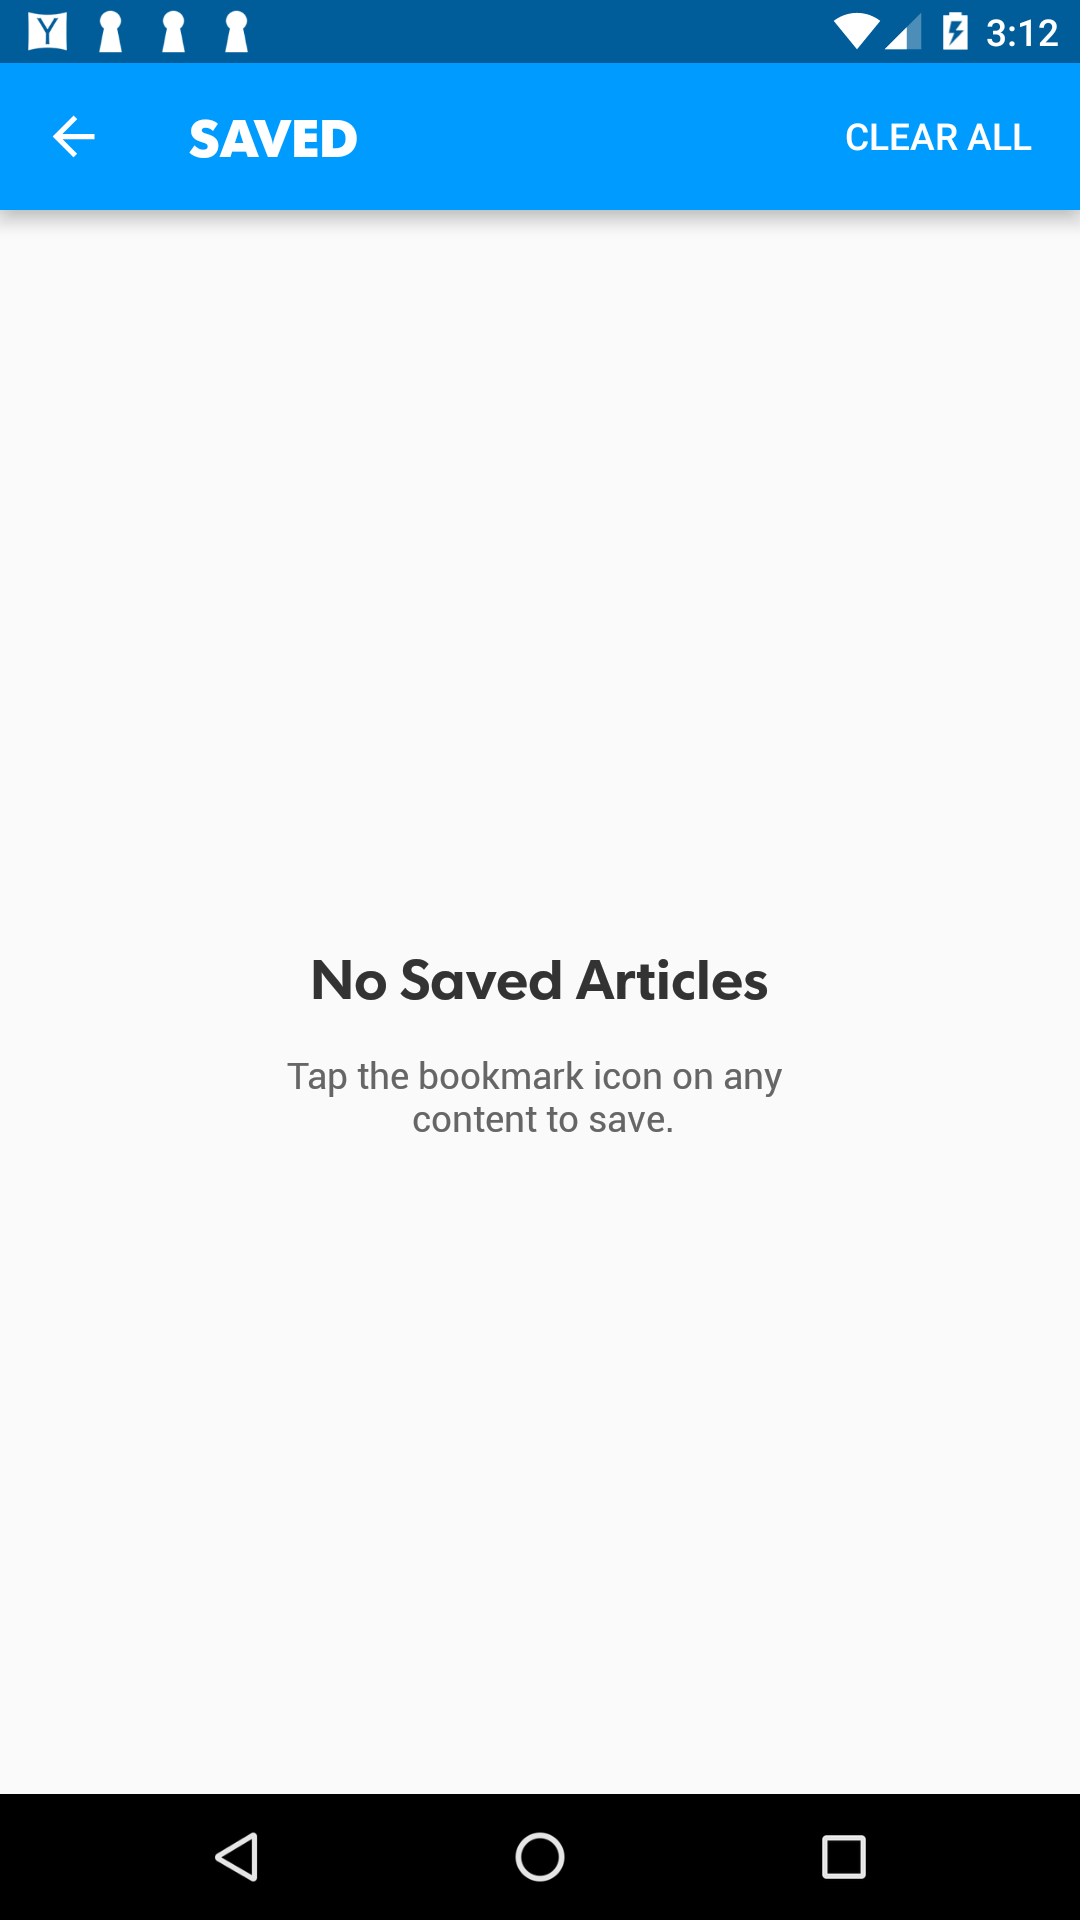 Y 3:12
SAVED CLEAR ALL
No Saved Articles
Tap the bookmark icon on any
content to save.